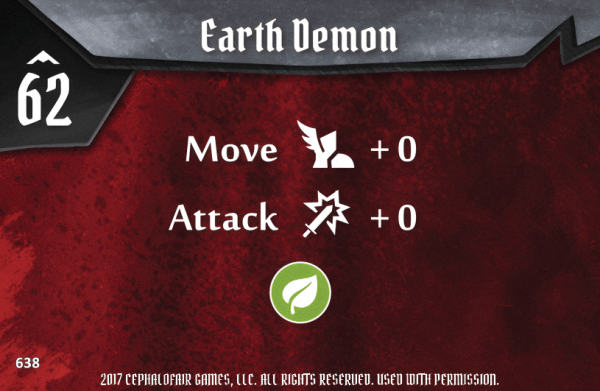 Earth Demon
62
Move + 0
Attack + 0
638
2017 CEPHALOFAIR GAMES, LLC. ALL RIGHTS RESERVED. USED WITH PERMISSION.